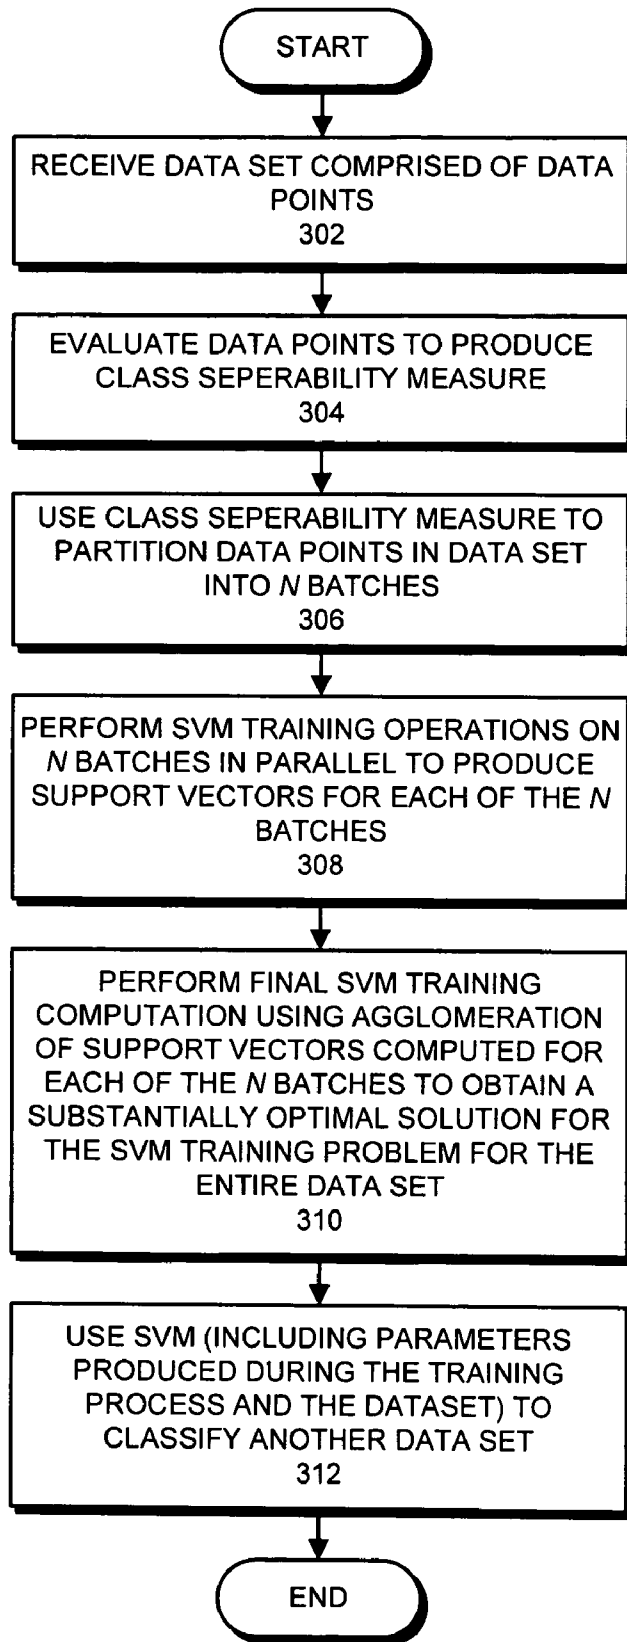 START
RECEIVE DATA SET COMPRISED OF DATA
POINTS
302
EVALUATE DATA POINTS TO PRODUCE
CLASS SEPERABILITY MEASURE
304
USE CLASS SEPERABILITY MEASURE TO
PARTITION DATA POINTS IN DATA SET
INTO N BATCHES
306
PERFORM SVM TRAINING OPERATIONS ON
N BATCHES IN PARALLEL TO PRODUCE
SUPPORT VECTORS FOR EACH OF THE N
BATCHES
308
PERFORM FINAL SVM TRAINING
COMPUTATION USING AGGLOMERATION
OF SUPPORT VECTORS COMPUTED FOR
EACH OF THE N BATCHES TO OBTAIN A
SUBSTANTIALLY OPTIMAL SOLUTION FOR
THE SVM TRAINING PROBLEM FOR THE
ENTIRE DATA SET
310
USE SVM (INCLUDING PARAMETERS
PRODUCED DURING THE TRAINING
PROCESS AND THE DATASET) TO
CLASSIFY ANOTHER DATA SET
312
END